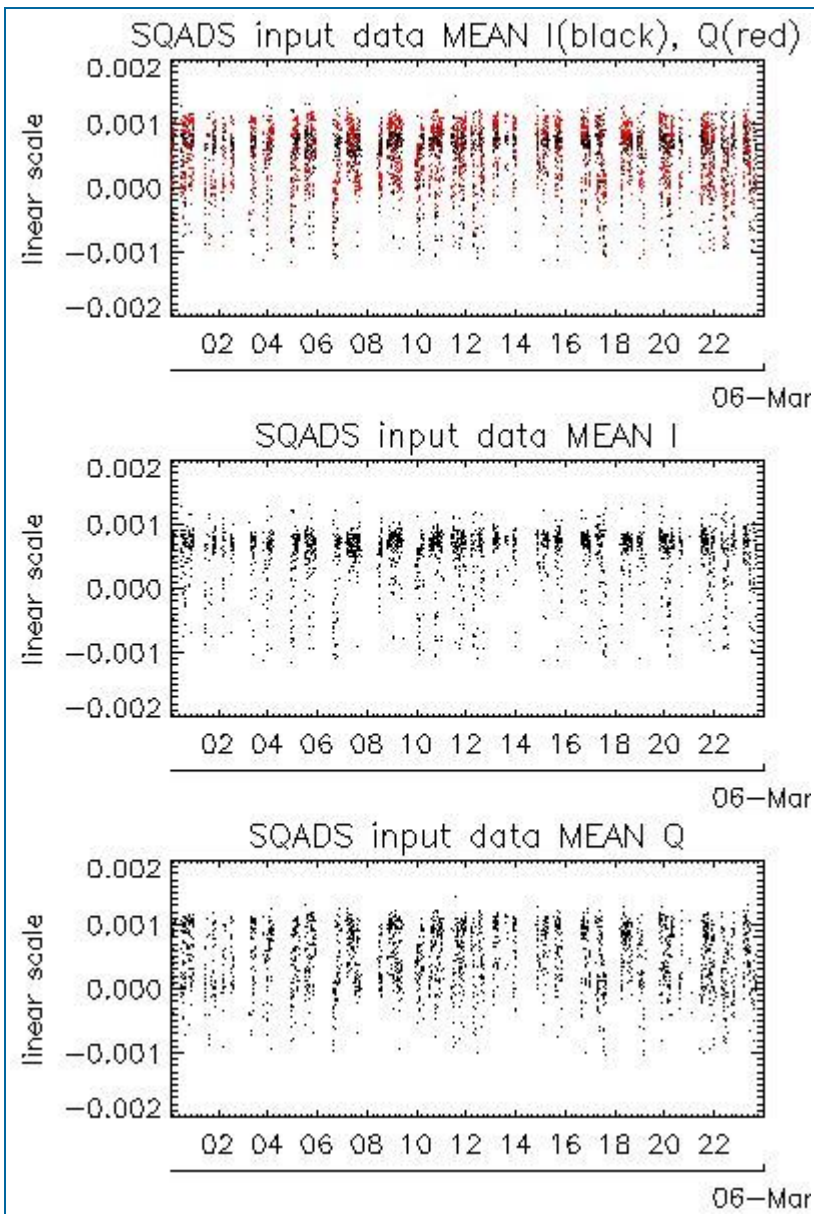 SQADS input data MEAN I(black), Q(red)
0.002
0.001
0.000
-0.001
-0.002
linear scale
02 04 06 08 10 12 14 16 18 20 22
06-Mar
SQADS input data MEAN I
0.002
0.001
0.000
-0.001
-0.002
linear scale
02 04 06 08 10 12 14 16 18 20 22
06-Mar
SQADS input data MEAN Q
0.002
0.001
0.000
-0.001
-0.002
linear scale
02 04 06 08 10 12 14 16 18 20 22
06-Mar